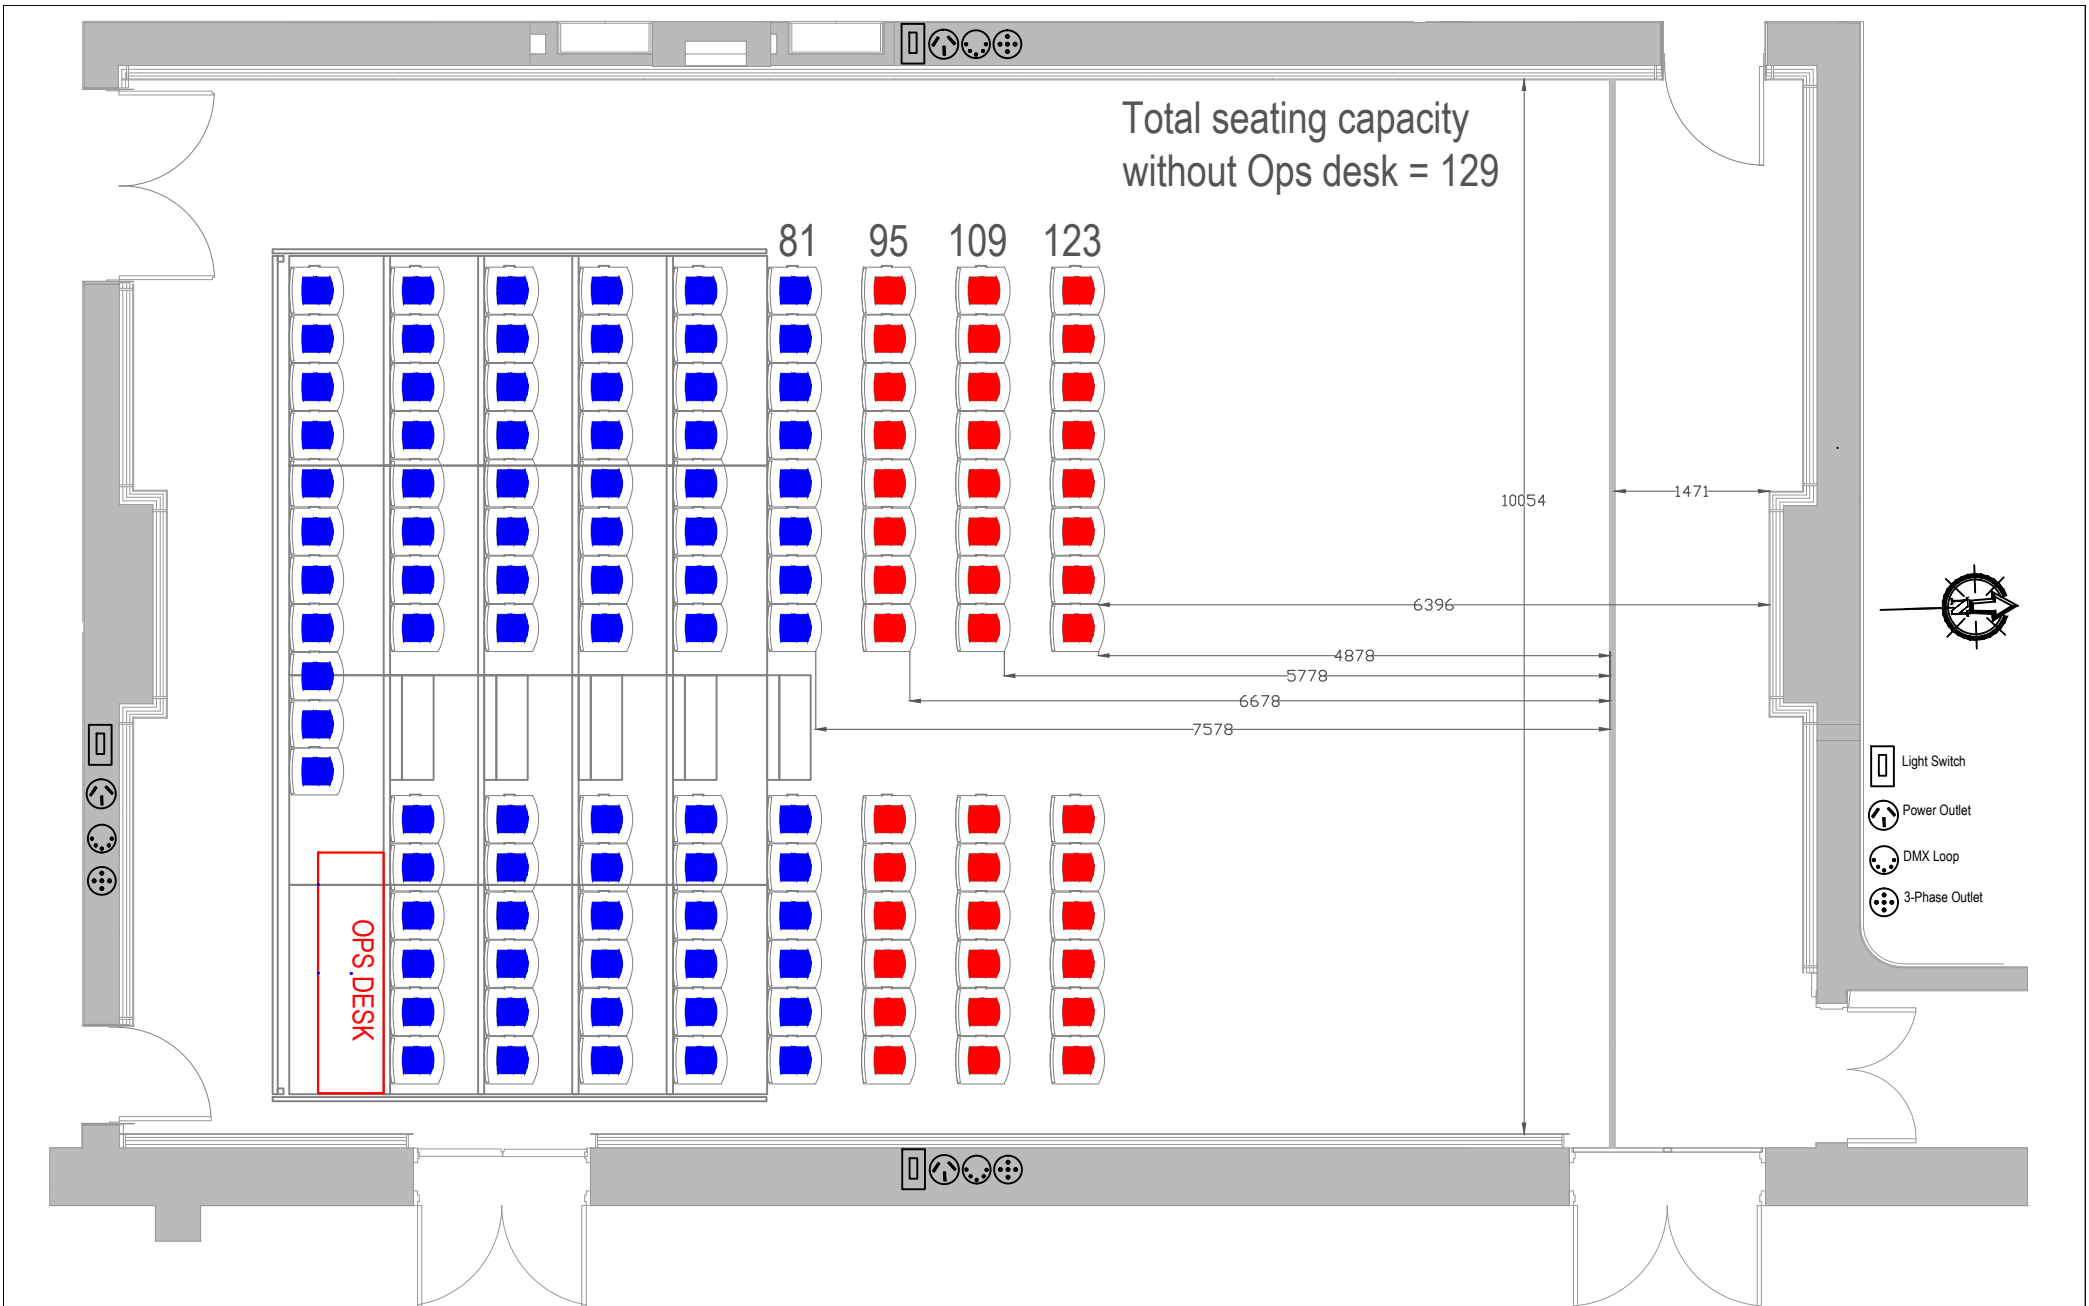 Total seating capacity
without Ops desk = 129
81 95 109 123
10054
1471
6396
4878
5778
6678
7578
Light Switch
Power Outlet
DMX Loop
3-Phase Outlet
OPS DESK